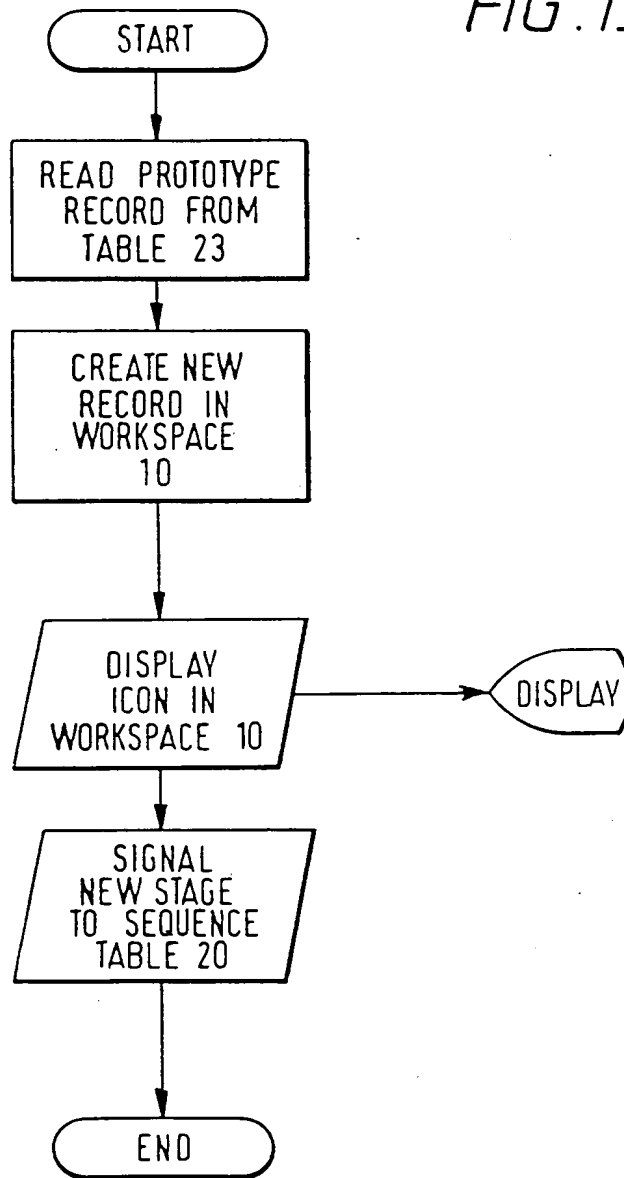 FIG.1
START
READ PROTOTYPE
RECORD FROM
TABLE 23
CREATE NEW
RECORD IN
WORKSPACE
10
DISPLAY
ICON IN
WORKSPACE 10
DISPLAY
SIGNAL
NEW STAGE
TO SEQUENCE
TABLE 20
END